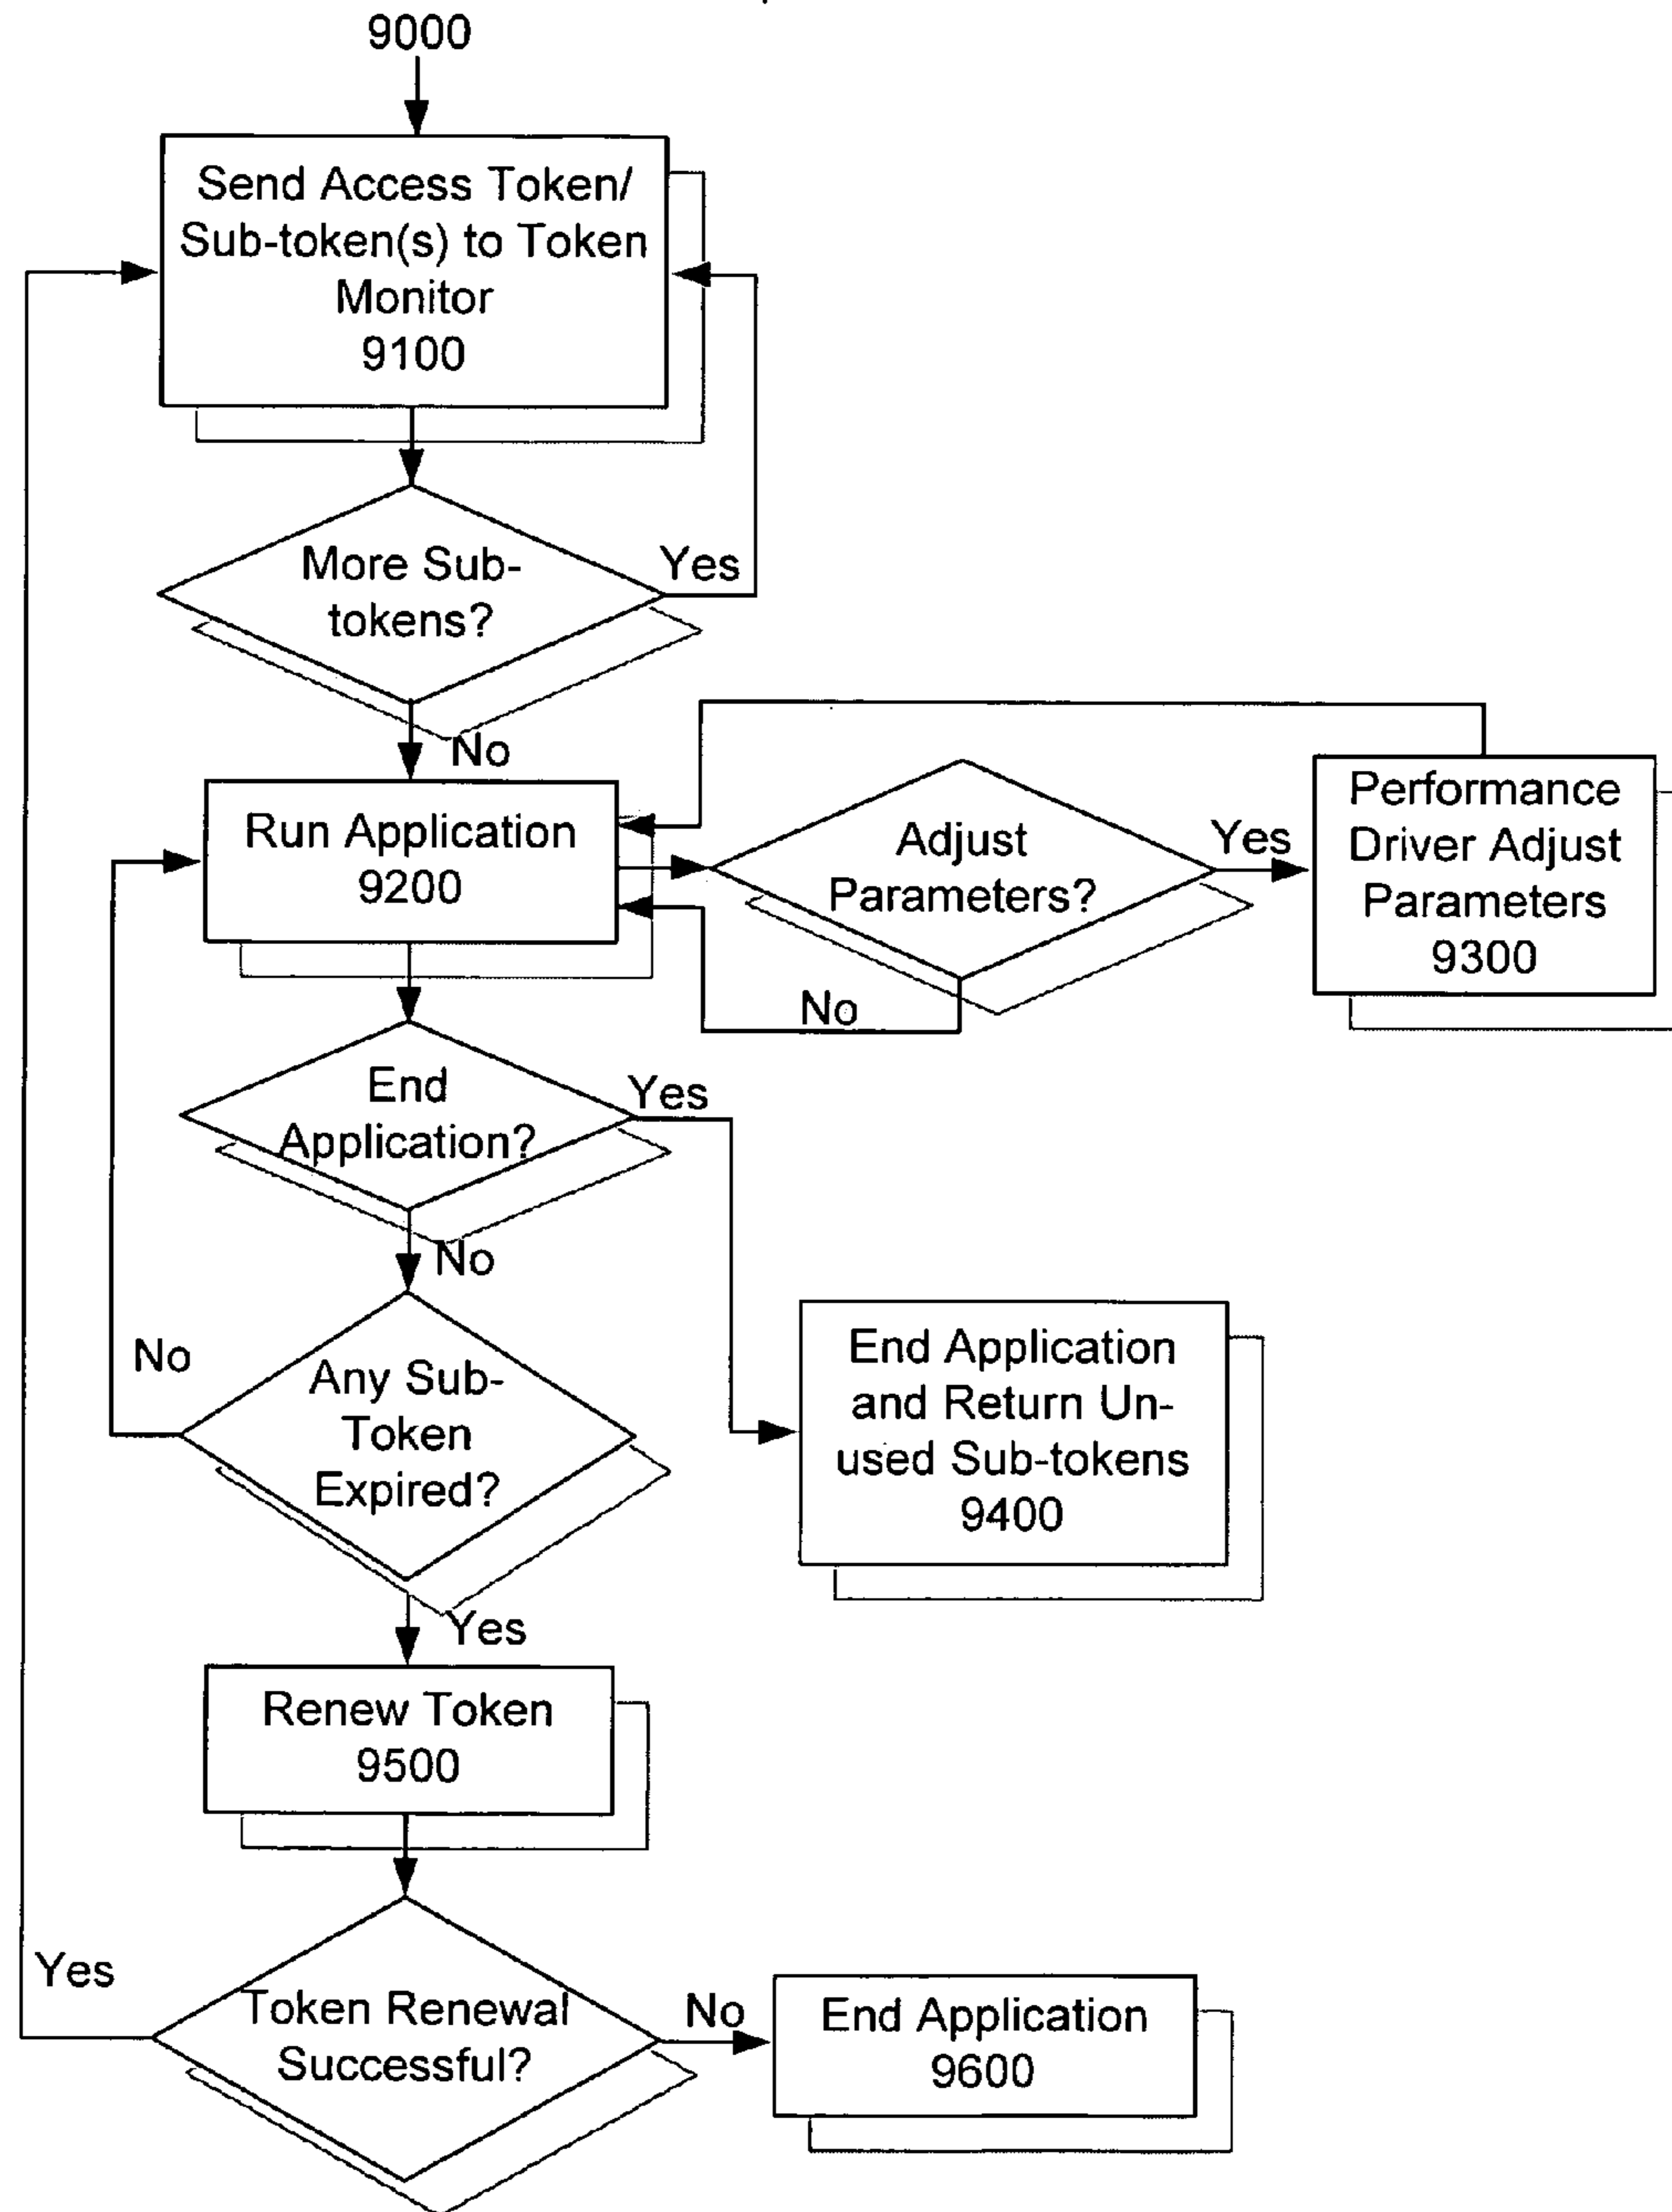 9000
Send Access Token/
Sub-token(s) to Token
Monitor
9100
More Sub-
tokens?
Yes
No
Run Application
9200
Adjust
Parameters?
Yes
No
Performance
Driver Adjust
Parameters
9300
End
Application?
Yes
No
Any Sub-
Token
Expired?
No
Yes
End Application
and Return Un-
used Sub-tokens
9400
Renew Token
9500
Token Renewal
Successful?
Yes
No
End Application
9600